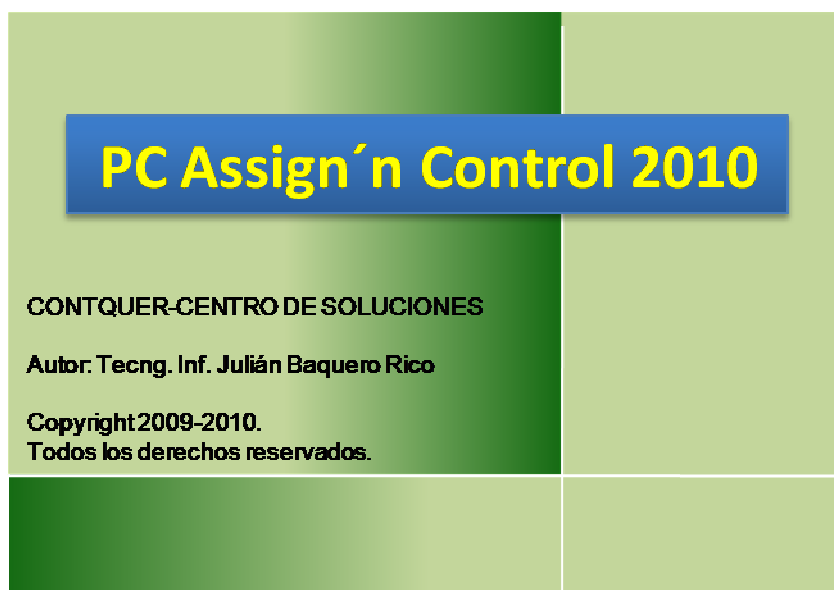 PC Assign´n Control 2010
CONTQUER-CENTRO DE SOLUCIONES
Autor: Tecng. Inf. Julián Baquero Rico
Copyright 2009-2010.
Todos los derechos reservados.